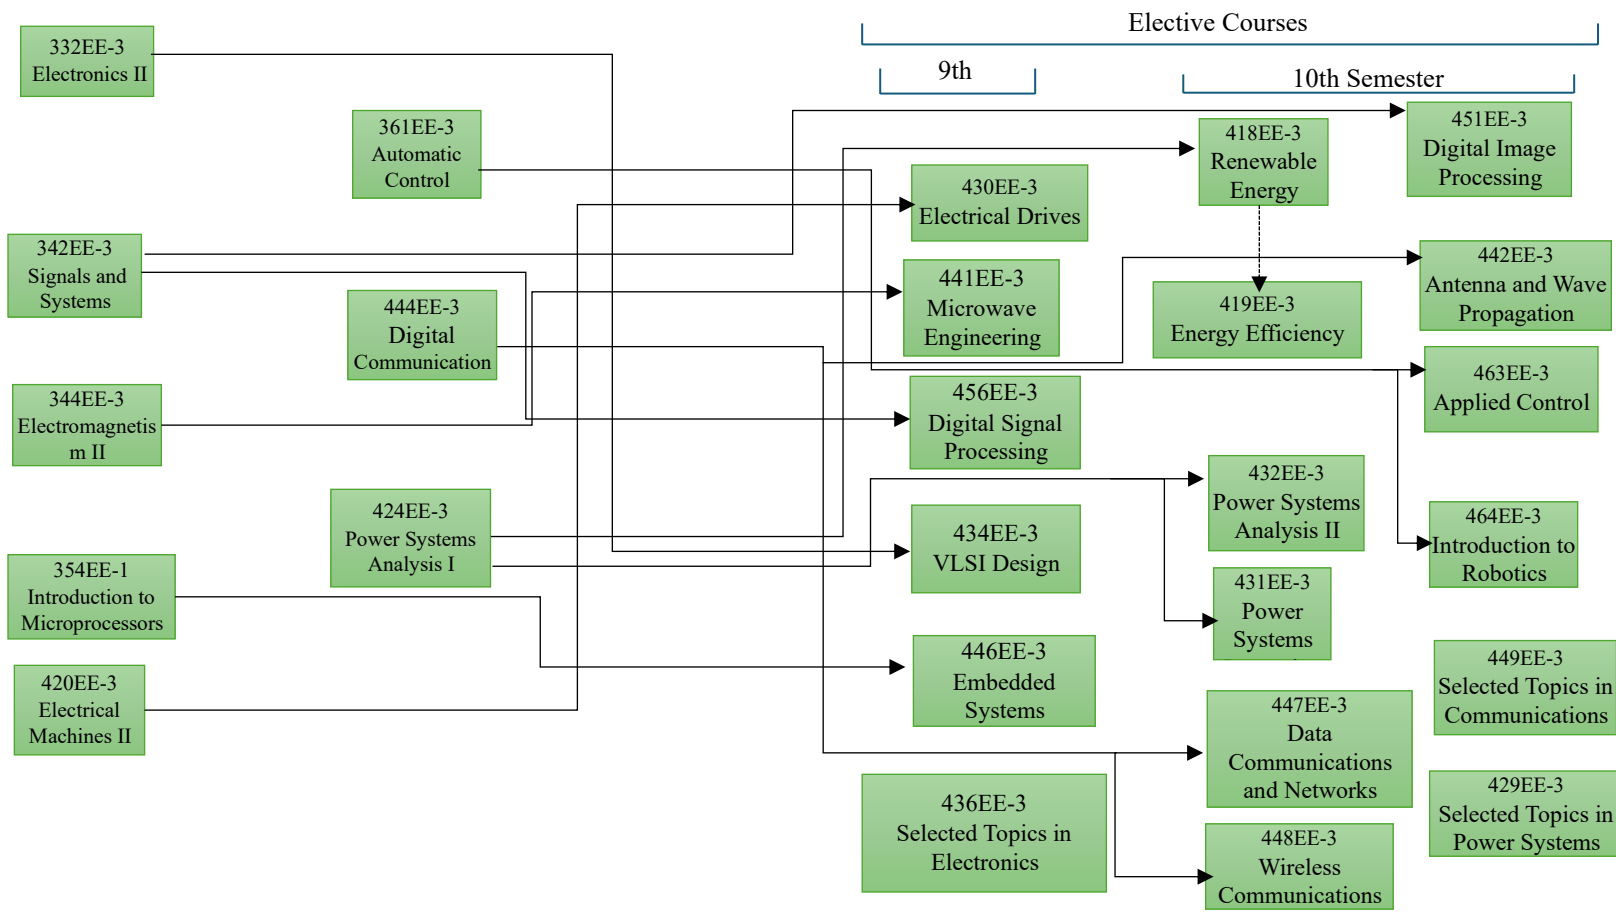 Elective Courses
9th
10th Semester
332EE-3
Electronics II
361EE-3
Automatic
Control
342EE-3
Signals and
Systems
444EE-3
Digital
Communication
344EE-3
Electromagnetis
m II
424EE-3
Power Systems
Analysis I
354EE-1
Introduction to
Microprocessors
420EE-3
Electrical
Machines II
430EE-3
Electrical Drives
441EE-3
Microwave
Engineering
456EE-3
Digital Signal
Processing
434EE-3
VLSI Design
446EE-3
Embedded
Systems
436EE-3
Selected Topics in
Electronics
418EE-3
Renewable
Energy
419EE-3
Energy Efficiency
432EE-3
Power Systems
Analysis II
431EE-3
Power
Systems
447EE-3
Data
Communications
and Networks
448EE-3
Wireless
Communications
451EE-3
Digital Image
Processing
442EE-3
Antenna and Wave
Propagation
463EE-3
Applied Control
464EE-3
Introduction to
Robotics
449EE-3
Selected Topics in
Communications
429EE-3
Selected Topics in
Power Systems